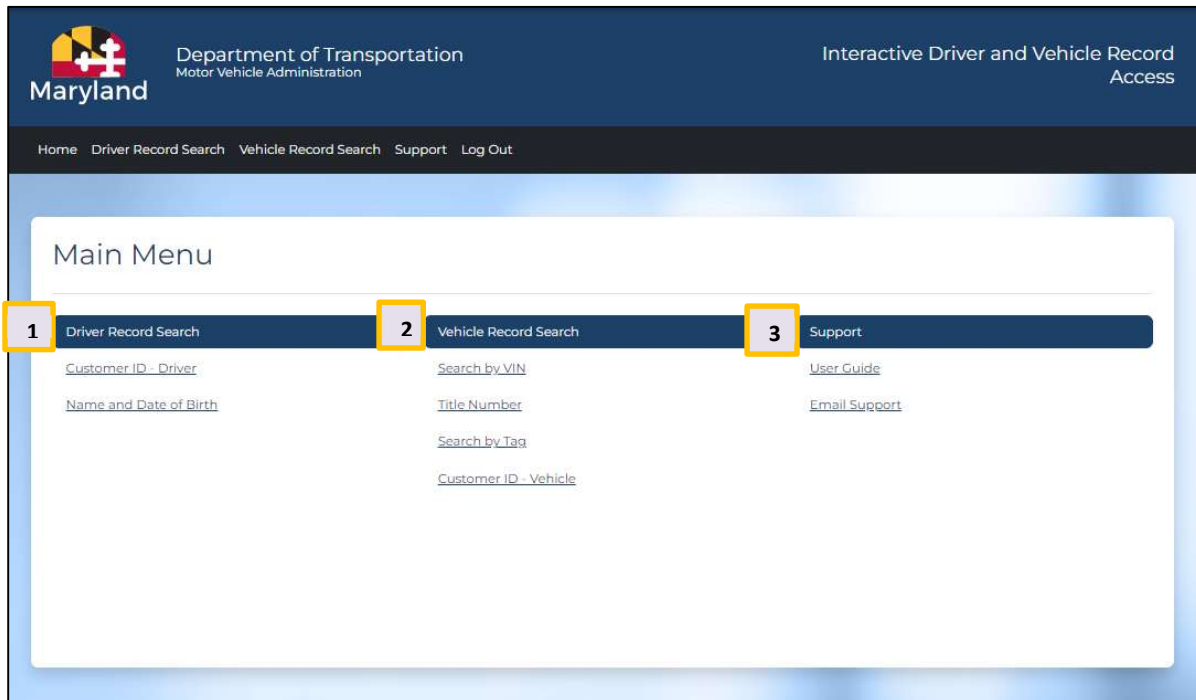 Maryland
Department of Transportation
Motor Vehicle Administration
Interactive Driver and Vehicle Record
Access
Home Driver Record Search Vehicle Record Search Support Log Out
Main Menu
1 Driver Record Search
Customer ID - Driver
Name and Date of Birth
2 Vehicle Record Search
Search by VIN
Title Number
Search by Tag
Customer ID - Vehicle
3 Support
User Guide
Email Support